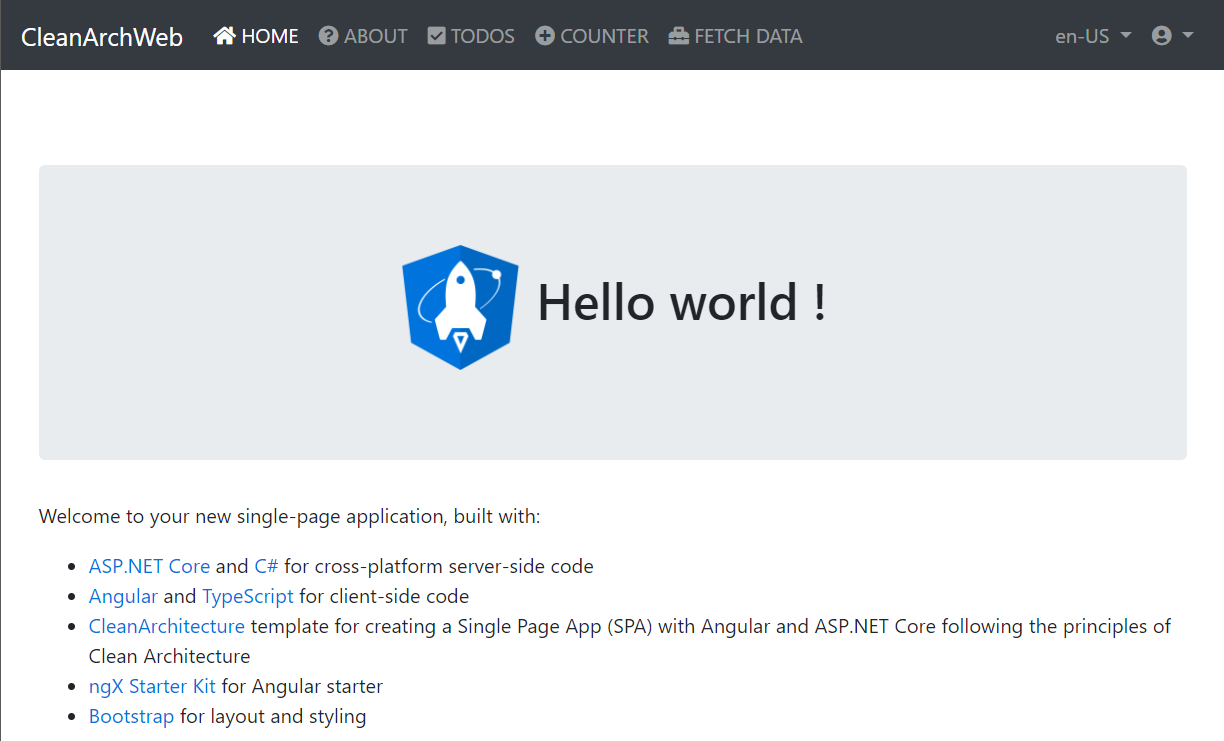 CleanArchWeb HOME ABOUT TODOS COUNTER FETCH DATA en-US
Hello world !
Welcome to your new single-page application, built with:
ASP.NET Core and C# for cross-platform server-side code
Angular and TypeScript for client-side code
CleanArchitecture template for creating a Single Page App (SPA) with Angular and ASP.NET Core following the principles of
Clean Architecture
ngX Starter Kit for Angular starter
Bootstrap for layout and styling